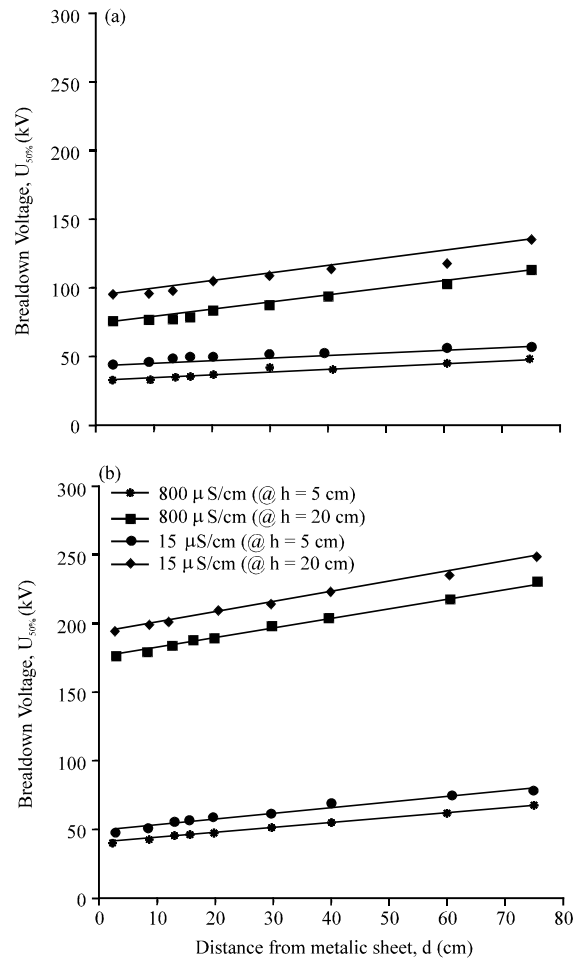 (a)
300
250
200
150
100
50
0
Brealdown Voltage, U50% (kV)
(b)
300
250
200
150
100
50
0
Brealdown Voltage, U50% (kV)
800 µ S/cm (@ h = 5 cm)
800 µ S/cm (@ h = 20 cm)
15 µS/cm (@ h = 5 cm)
15 µS/cm (@ h = 20 cm)
0 10 20 30 40 50 60 70 80
Distance from metalic sheet, d (cm)